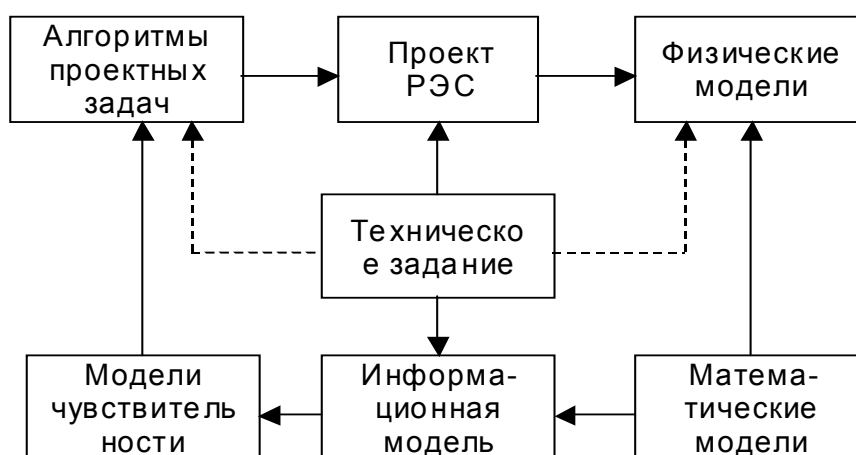 Алгоритмы
проектных
задач
Проект
РЭС
Физические
модели
Техническо
е задание
Модели
чувствитель
ности
Информа-
ционная
модель
Матема-
тические
модели